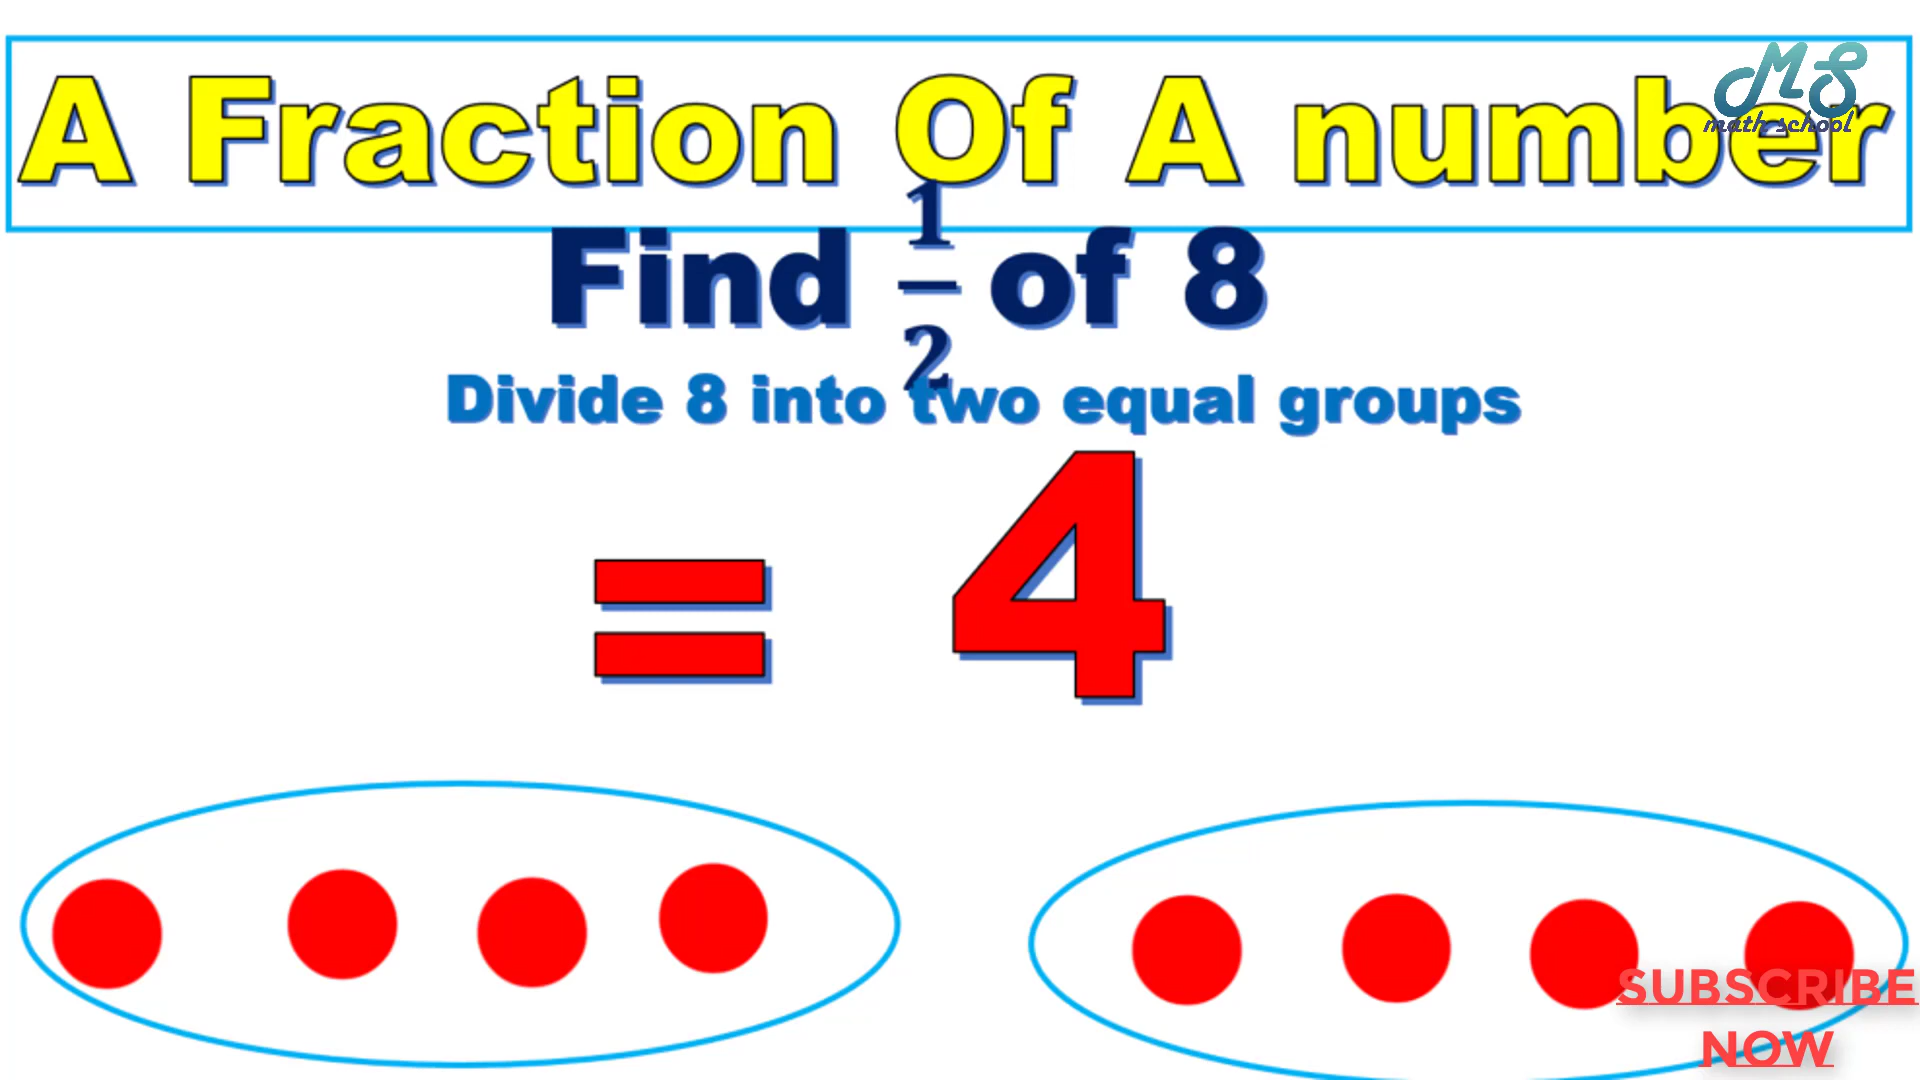 A Fraction Of A number
MS
math school
Find 1/2 of 8
Divide 8 into two equal groups
= 4
SUBSCRIBE
NOW